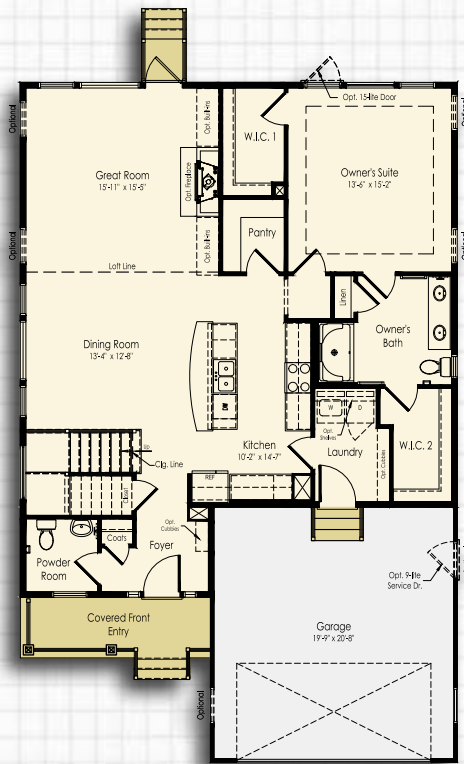 Opt. 15-lite Door
Optional
Optional
Opt. Built-ins
W.I.C. 1
Great Room
15'-11" x 15'-5"
Opt. Fireplace
Owner's Suite
13'-6" x 15'-2"
Pantry
Optional
Opt. Built-ins
Optional
Loft Line
Linen
Owner's
Bath
Dining Room
13'-4" x 12'-8"
W
D
Opt.
Shelves
Kitchen
10'-2" x 14'-7"
Laundry
Opt. Cubbies
W.I.C. 2
Clg. Line
REF
Opt.
Cubbies
Coats
Foyer
Powder
Room
Opt. 9-lite
Service Dr.
Covered Front
Entry
Garage
19'-9" x 20'-8"
Optional